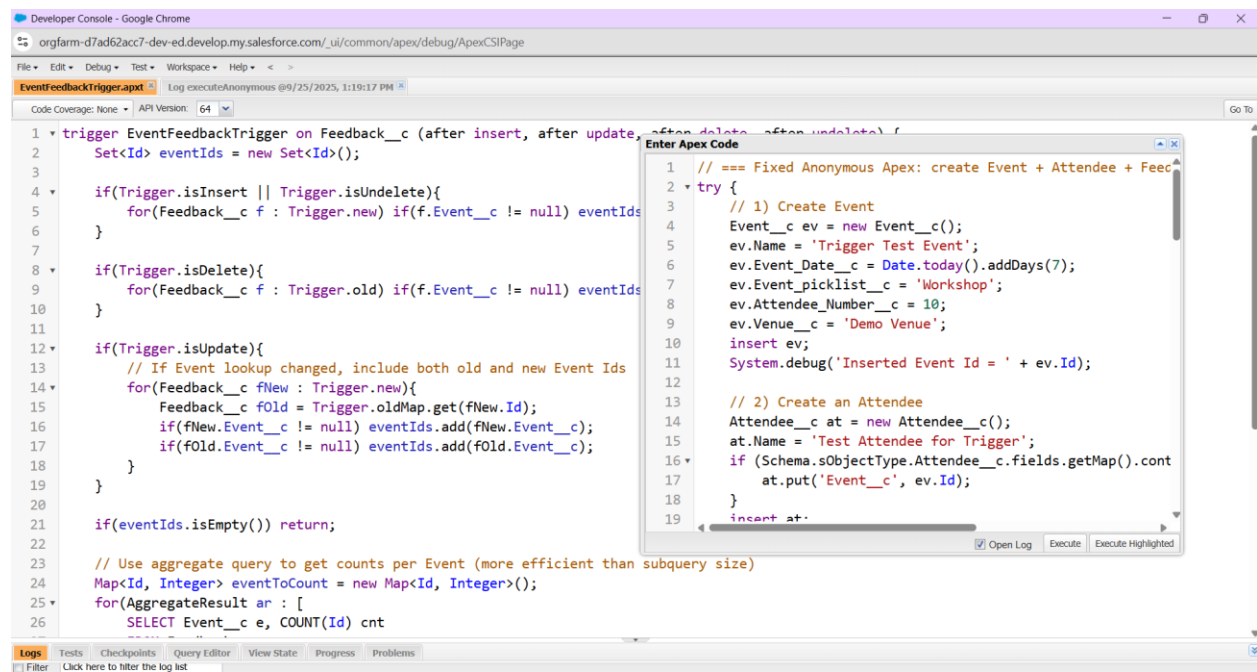 Developer Console - Google Chrome
orgfarm-d7ad62acc7-dev-ed.develop.my.salesforce.com/_ui/common/apex/debug/ApexCSIPage
File Edit Debug Test Workspace Help < >
EventFeedbackTrigger.apxt Log executeAnonymous @9/25/2025, 1:19:17 PM
Code Coverage: None API Version: 64 Go To
1 trigger EventFeedbackTrigger on Feedback__c (after insert, after update, after delete, after undelete) {
2 Set<Id> eventIds = new Set<Id>();
3
4 if(Trigger.isInsert || Trigger.isUndelete){
5 for(Feedback__c f : Trigger.new) if(f.Event__c != null) eventIds
6 }
7
8 if(Trigger.isDelete){
9 for(Feedback__c f : Trigger.old) if(f.Event__c != null) eventIds
10 }
11
12 if(Trigger.isUpdate){
13 // If Event lookup changed, include both old and new Event Ids
14 for(Feedback__c fNew : Trigger.new){
15 Feedback__c fOld = Trigger.oldMap.get(fNew.Id);
16 if(fNew.Event__c != null) eventIds.add(fNew.Event__c);
17 if(fOld.Event__c != null) eventIds.add(fOld.Event__c);
18 }
19 }
20
21 if(eventIds.isEmpty()) return;
22
23 // Use aggregate query to get counts per Event (more efficient than subquery size)
24 Map<Id, Integer> eventToCount = new Map<Id, Integer>();
25 for(AggregateResult ar : [
26 SELECT Event__c e, COUNT(Id) cnt
Enter Apex Code
1 // === Fixed Anonymous Apex: create Event + Attendee + Feec
2 try {
3 // 1) Create Event
4 Event__c ev = new Event__c();
5 ev.Name = 'Trigger Test Event';
6 ev.Event_Date__c = Date.today().addDays(7);
7 ev.Event_picklist__c = 'Workshop';
8 ev.Attendee_Number__c = 10;
9 ev.Venue__c = 'Demo Venue';
10 insert ev;
11 System.debug('Inserted Event Id = ' + ev.Id);
12
13 // 2) Create an Attendee
14 Attendee__c at = new Attendee__c();
15 at.Name = 'Test Attendee for Trigger';
16 if (Schema.sObjectType.Attendee__c.fields.getMap().cont
17 at.put('Event__c', ev.Id);
18 }
19 insert at;
Open Log Execute Execute Highlighted
Logs Tests Checkpoints Query Editor View State Progress Problems
Filter Click here to filter the log list